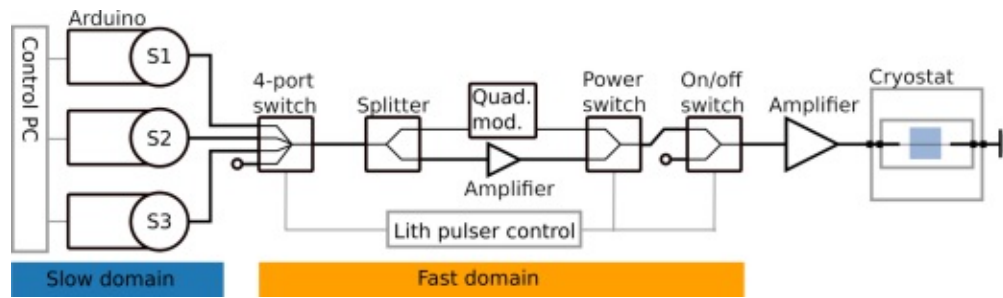 Arduino
Control PC
S1
S2
S3
4-port
switch
Splitter
Quad.
mod.
Amplifier
Power
switch
On/off
switch
Amplifier
Cryostat
Lith pulser control
Slow domain
Fast domain